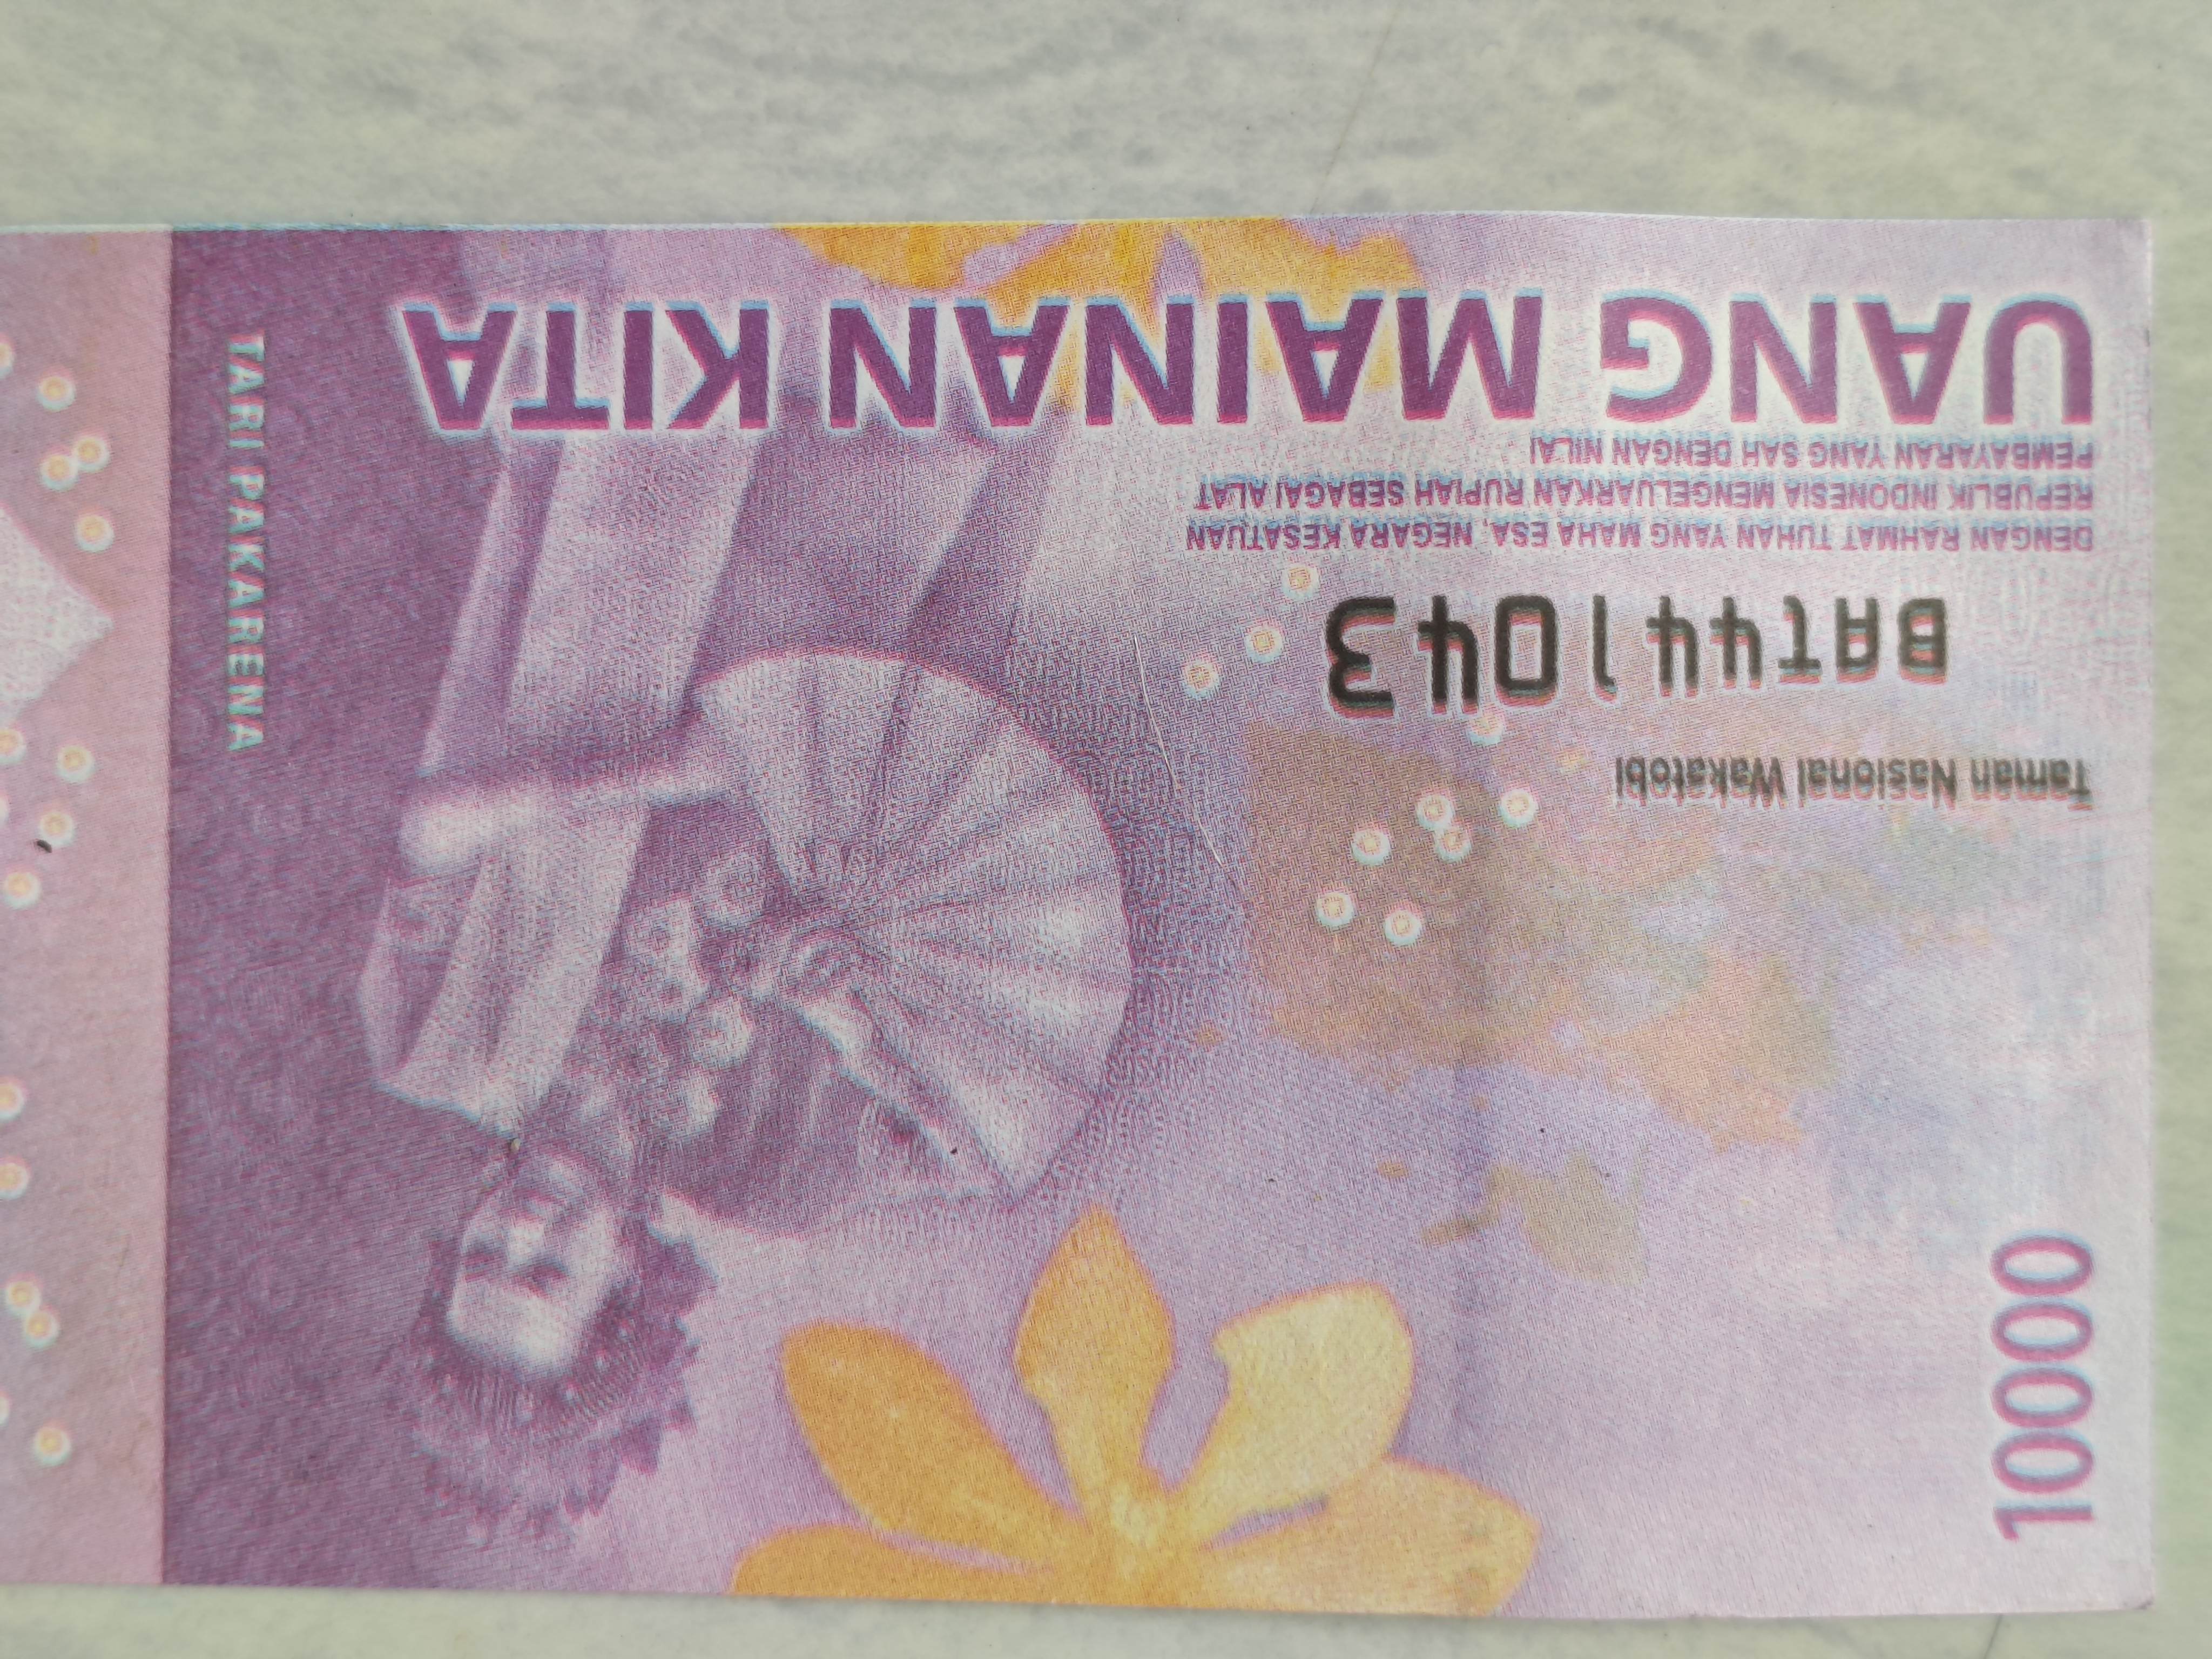 10000
Taman Nasional Wakatobi
BAT441043
DENGAN RAHMAT TUHAN YANG MAHA ESA, NEGARA KESATUAN
REPUBLIK INDONESIA MENGELUARKAN RUPIAH SEBAGAI ALAT
PEMBAYARAN YANG SAH DENGAN NILAI
UANG MAINAN KITA
TARI PAKARENA